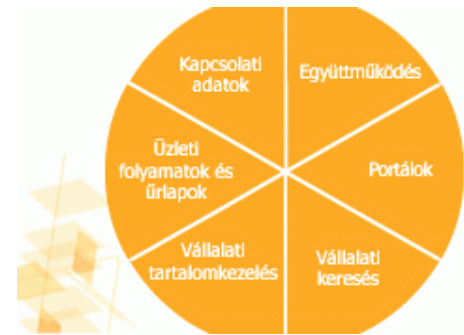 Kapcsolati
adatok
Együttműködés
Üzleti
folyamatok és
űrlapok
Portálok
Vállalati
tartalomkezelés
Vállalati
keresés